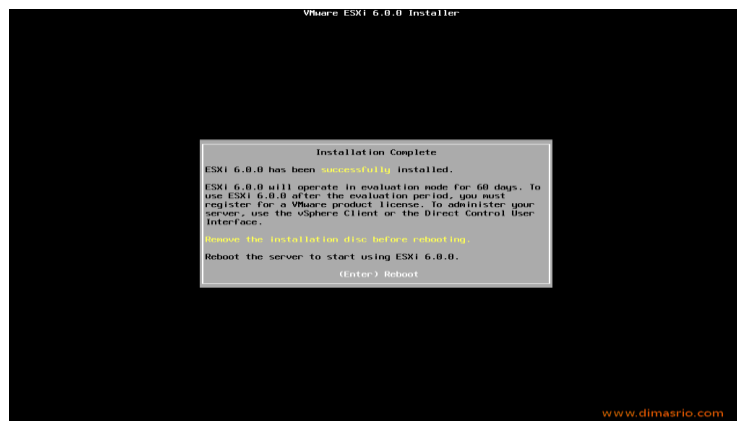 VMware ESXi 6.0.0 Installer
Installation Complete
ESXi 6.0.0 has been successfully installed.
ESXi 6.0.0 will operate in evaluation mode for 60 days. To
use ESXi 6.0.0 after the evaluation period, you must
register for a VMware product license. To administer your
server, use the vSphere Client or the Direct Control User
Interface.
Remove the installation disc before rebooting.
Reboot the server to start using ESXi 6.0.0.
(Enter) Reboot
www.dimasrio.com